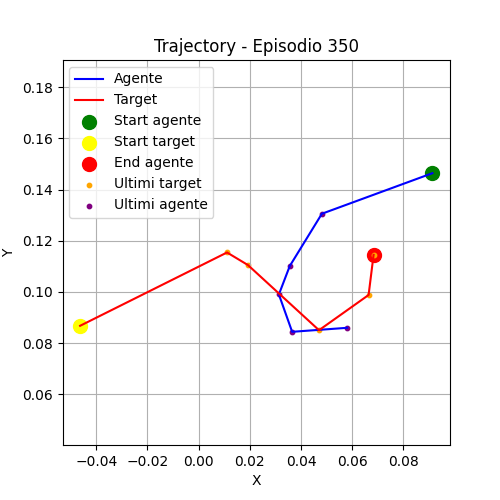 Trajectory - Episodio 350
Agente
Target
Start agente
Start target
End agente
Ultimi target
Ultimi agente
0.18
0.16
0.14
0.12
0.10
0.08
0.06
Y
−0.04 −0.02 0.00 0.02 0.04 0.06 0.08
X